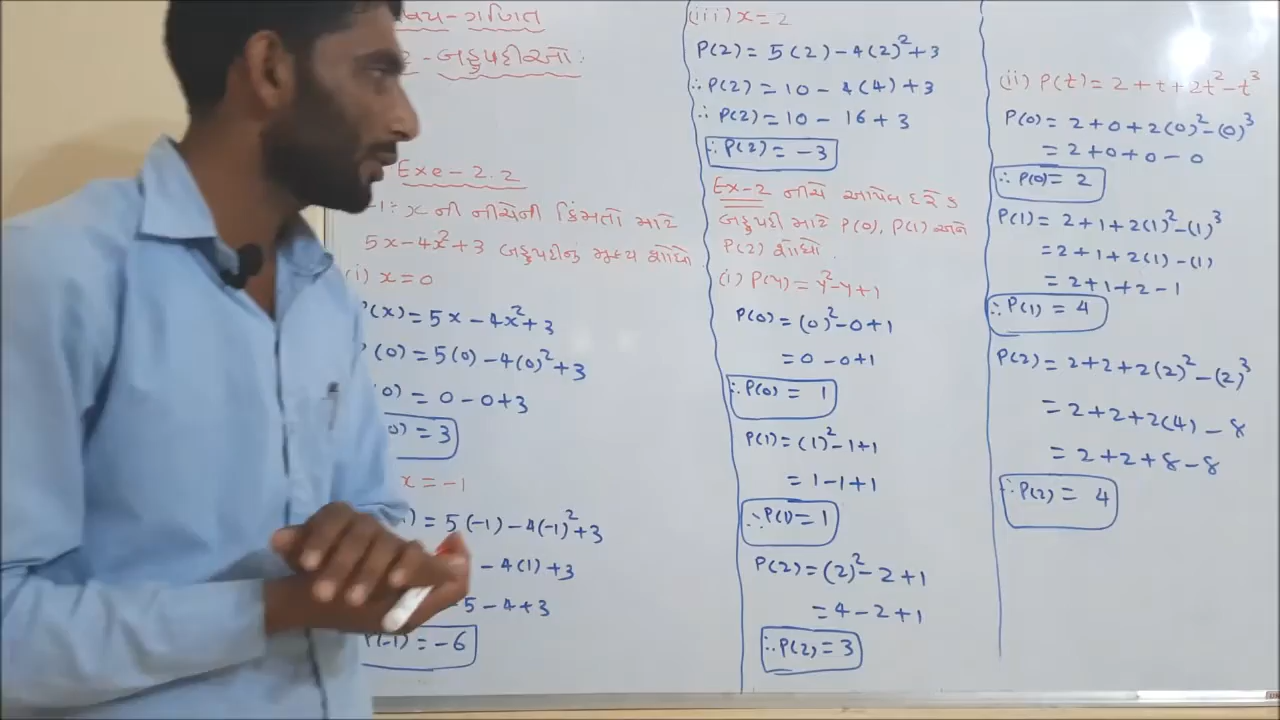 ષય-ગણિત
- બહુપદીઓ:
Exe-2.2
-1: x ની નીચેની કિંમતો માટે
5x-4x²+3 બહુપદીનું મૂલ્ય શોધો
(i) x=0
P(x) = 5x - 4x² + 3
P(0) = 5(0) - 4(0)² + 3
0) = 0 - 0 + 3
0) = 3
x = -1
1) = 5(-1) - 4(-1)² + 3
- 4(1) + 3
-5 - 4 + 3
P(-1) = -6
(iii) x = 2
P(2) = 5(2) - 4(2)² + 3
∴ P(2) = 10 - 4(4) + 3
∴ P(2) = 10 - 16 + 3
∴ P(2) = -3
Ex-2 નીચે આપેલ દરેક
બહુપદી માટે P(0), P(1) અને
P(2) શોધો.
(i) P(y) = y² - y + 1
P(0) = (0)² - 0 + 1
= 0 - 0 + 1
∴ P(0) = 1
P(1) = (1)² - 1 + 1
= 1 - 1 + 1
∴ P(1) = 1
P(2) = (2)² - 2 + 1
= 4 - 2 + 1
∴ P(2) = 3
(ii) P(t) = 2 + t + 2t² - t³
P(0) = 2 + 0 + 2(0)² - (0)³
= 2 + 0 + 0 - 0
∴ P(0) = 2
P(1) = 2 + 1 + 2(1)² - (1)³
= 2 + 1 + 2(1) - (1)
= 2 + 1 + 2 - 1
∴ P(1) = 4
P(2) = 2 + 2 + 2(2)² - (2)³
= 2 + 2 + 2(4) - 8
= 2 + 2 + 8 - 8
∴ P(2) = 4